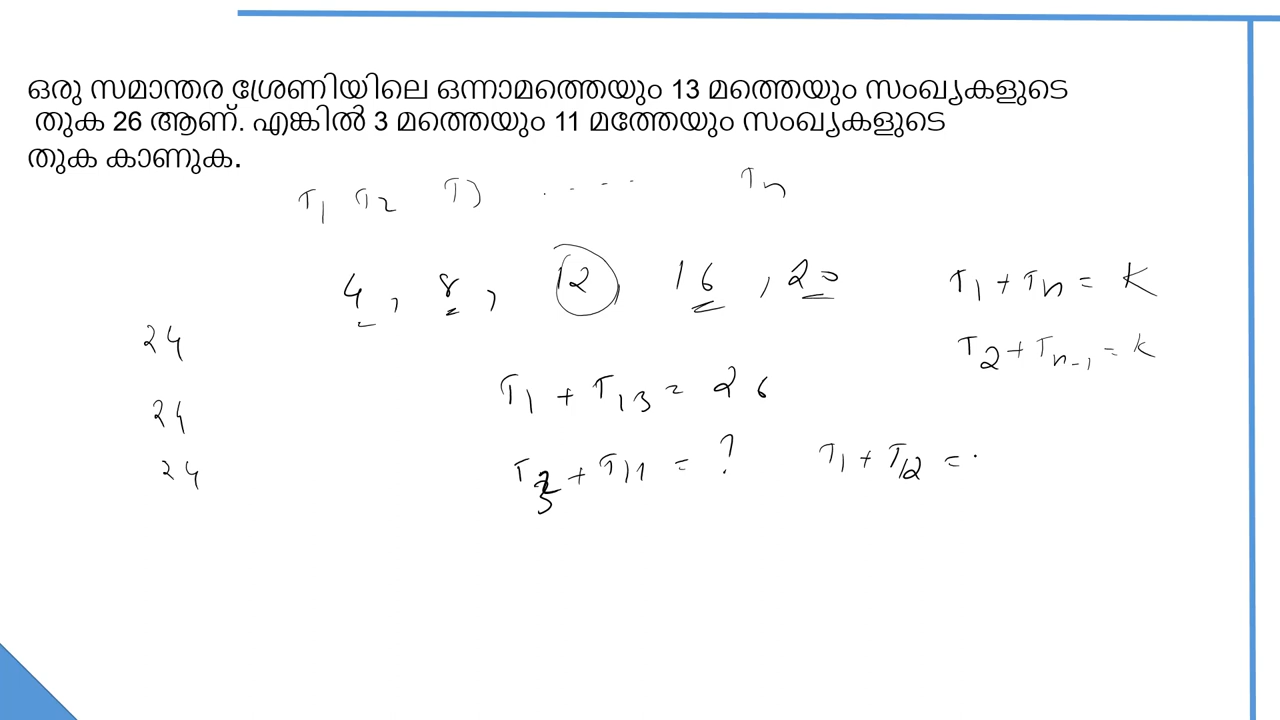 ഒരു സമാന്തര ശ്രേണിയിലെ ഒന്നാമത്തെയും 13 മത്തെയും സംഖ്യകളുടെ
തുക 26 ആണ്. എങ്കിൽ 3 മത്തെയും 11 മത്തേയും സംഖ്യകളുടെ
തുക കാണുക.
T1 T2 T3 ..... Tn
4, 8, 12 16, 20
T1 + Tn = K
24
T2 + Tn-1 = K
T1 + T13 = 26
24
T3 + T11 = ? T1 + T12 =
24